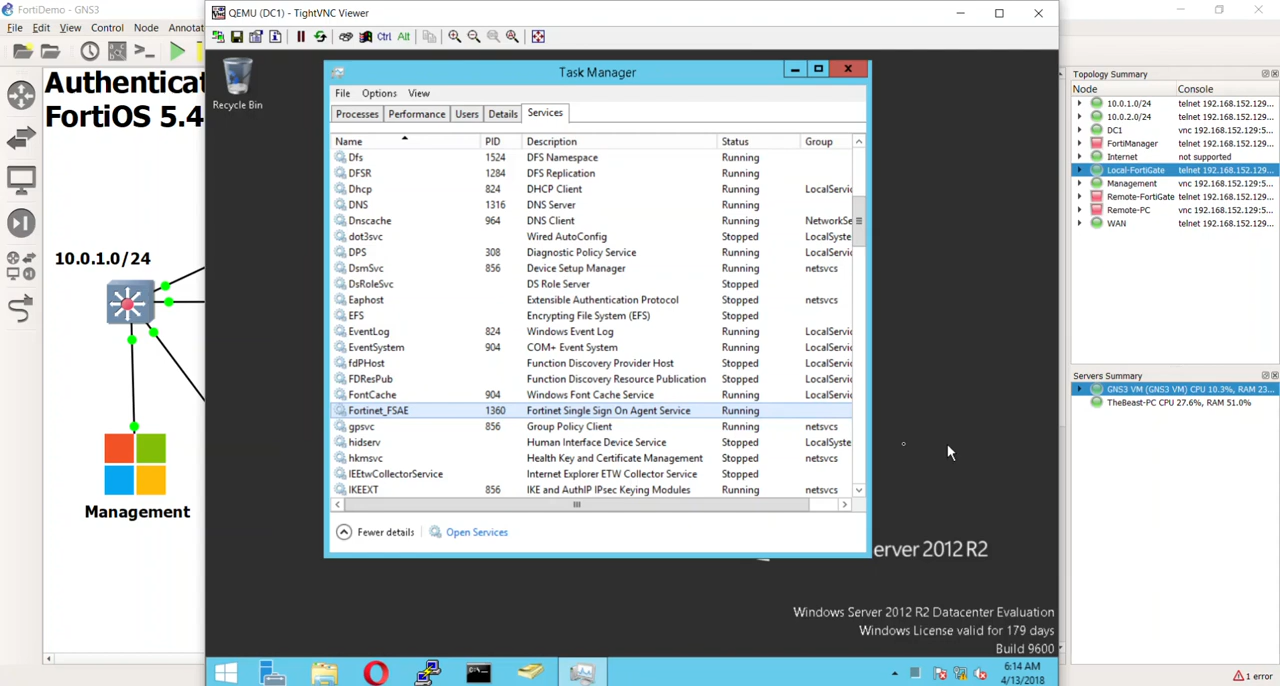 FortiDemo - GNS3
File Edit View Control Node Annotat
Authenticat
FortiOS 5.4
10.0.1.0/24
Management
QEMU (DC1) - TightVNC Viewer
Ctrl Alt
Recycle Bin
Task Manager
File Options View
Processes Performance Users Details Services
Name PID Description Status Group
Dfs 1524 DFS Namespace Running
DFSR 1284 DFS Replication Running
Dhcp 824 DHCP Client Running LocalServic
DNS 1316 DNS Server Running
Dnscache 964 DNS Client Running NetworkSe
dot3svc Wired AutoConfig Stopped LocalSyste
DPS 308 Diagnostic Policy Service Running LocalServic
DsmSvc 856 Device Setup Manager Running netsvcs
DsRoleSvc DS Role Server Stopped
Eaphost Extensible Authentication Protocol Stopped netsvcs
EFS Encrypting File System (EFS) Stopped
EventLog 824 Windows Event Log Running LocalServic
EventSystem 904 COM+ Event System Running LocalServic
fdPHost Function Discovery Provider Host Stopped LocalServic
FDResPub Function Discovery Resource Publication Stopped LocalServic
FontCache 904 Windows Font Cache Service Running LocalServic
Fortinet_FSAE 1360 Fortinet Single Sign On Agent Service Running
gpsvc 856 Group Policy Client Running netsvcs
hidserv Human Interface Device Service Stopped LocalSyste
hkmsvc Health Key and Certificate Management Stopped netsvcs
IEEtwCollectorService Internet Explorer ETW Collector Service Stopped
IKEEXT 856 IKE and AuthIP IPsec Keying Modules Running netsvcs
Fewer details Open Services
erver 2012 R2
Windows Server 2012 R2 Datacenter Evaluation
Windows License valid for 179 days
Build 9600
6:14 AM
4/13/2018
Topology Summary
Node Console
10.0.1.0/24 telnet 192.168.152.129...
10.0.2.0/24 telnet 192.168.152.129...
DC1 vnc 192.168.152.129:5...
FortiManager telnet 192.168.152.129...
Internet not supported
Local-FortiGate telnet 192.168.152.129...
Management vnc 192.168.152.129:5...
Remote-FortiGate telnet 192.168.152.129...
Remote-PC vnc 192.168.152.129:5...
WAN telnet 192.168.152.129...
Servers Summary
GNS3 VM (GNS3 VM) CPU 10.3%, RAM 23...
TheBeast-PC CPU 27.6%, RAM 51.0%
1 error